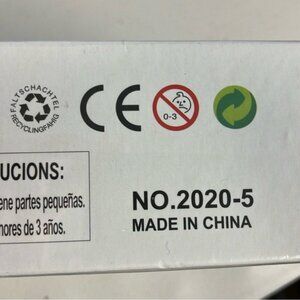 FALTSCHACHTEL
RECYCLINGFÄHIG
CE
0-3
UCIONS:
ene partes pequeñas.
nores de 3 años.
NO.2020-5
MADE IN CHINA